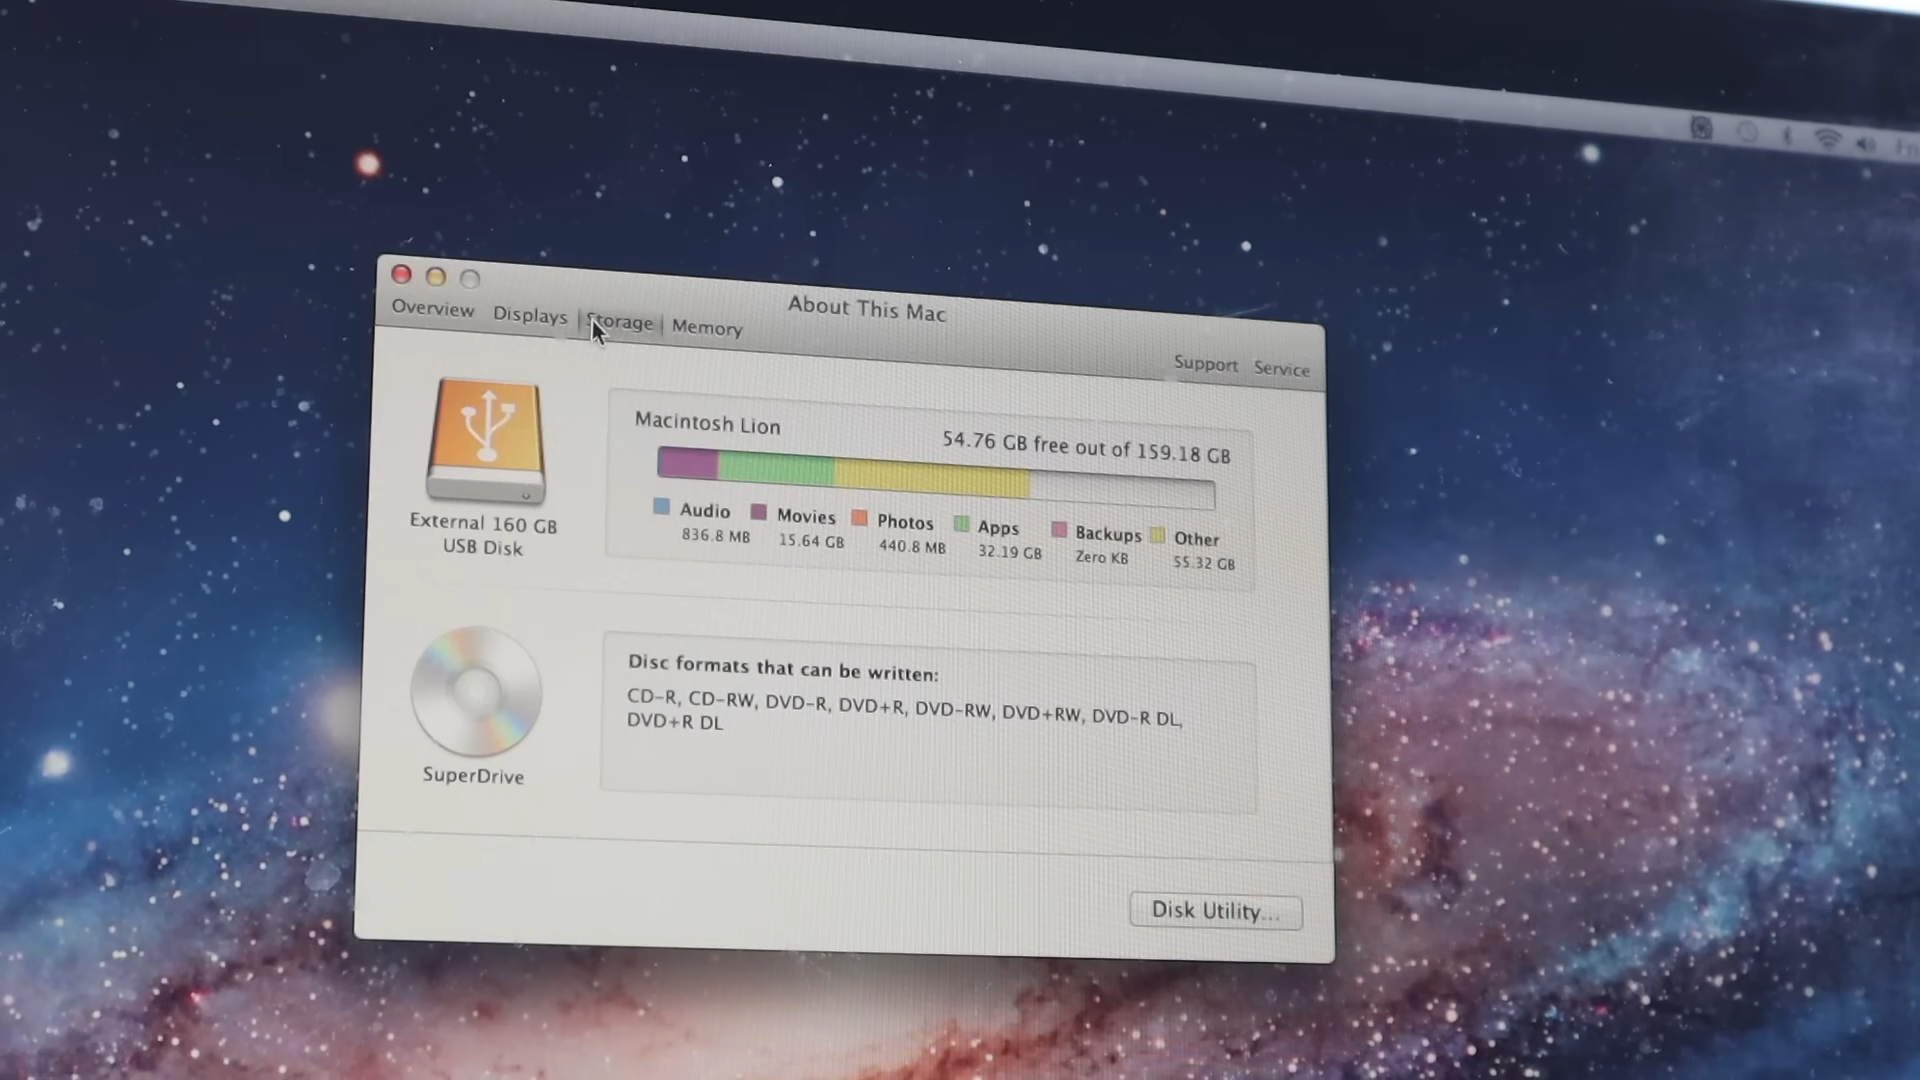 About This Mac
Overview Displays Storage Memory
Support Service
Macintosh Lion
54.76 GB free out of 159.18 GB
Audio Movies Photos Apps Backups Other
836.8 MB 15.64 GB 440.8 MB 32.19 GB Zero KB 55.32 GB
External 160 GB
USB Disk
Disc formats that can be written:
CD-R, CD-RW, DVD-R, DVD+R, DVD-RW, DVD+RW, DVD-R DL,
DVD+R DL
SuperDrive
Disk Utility...